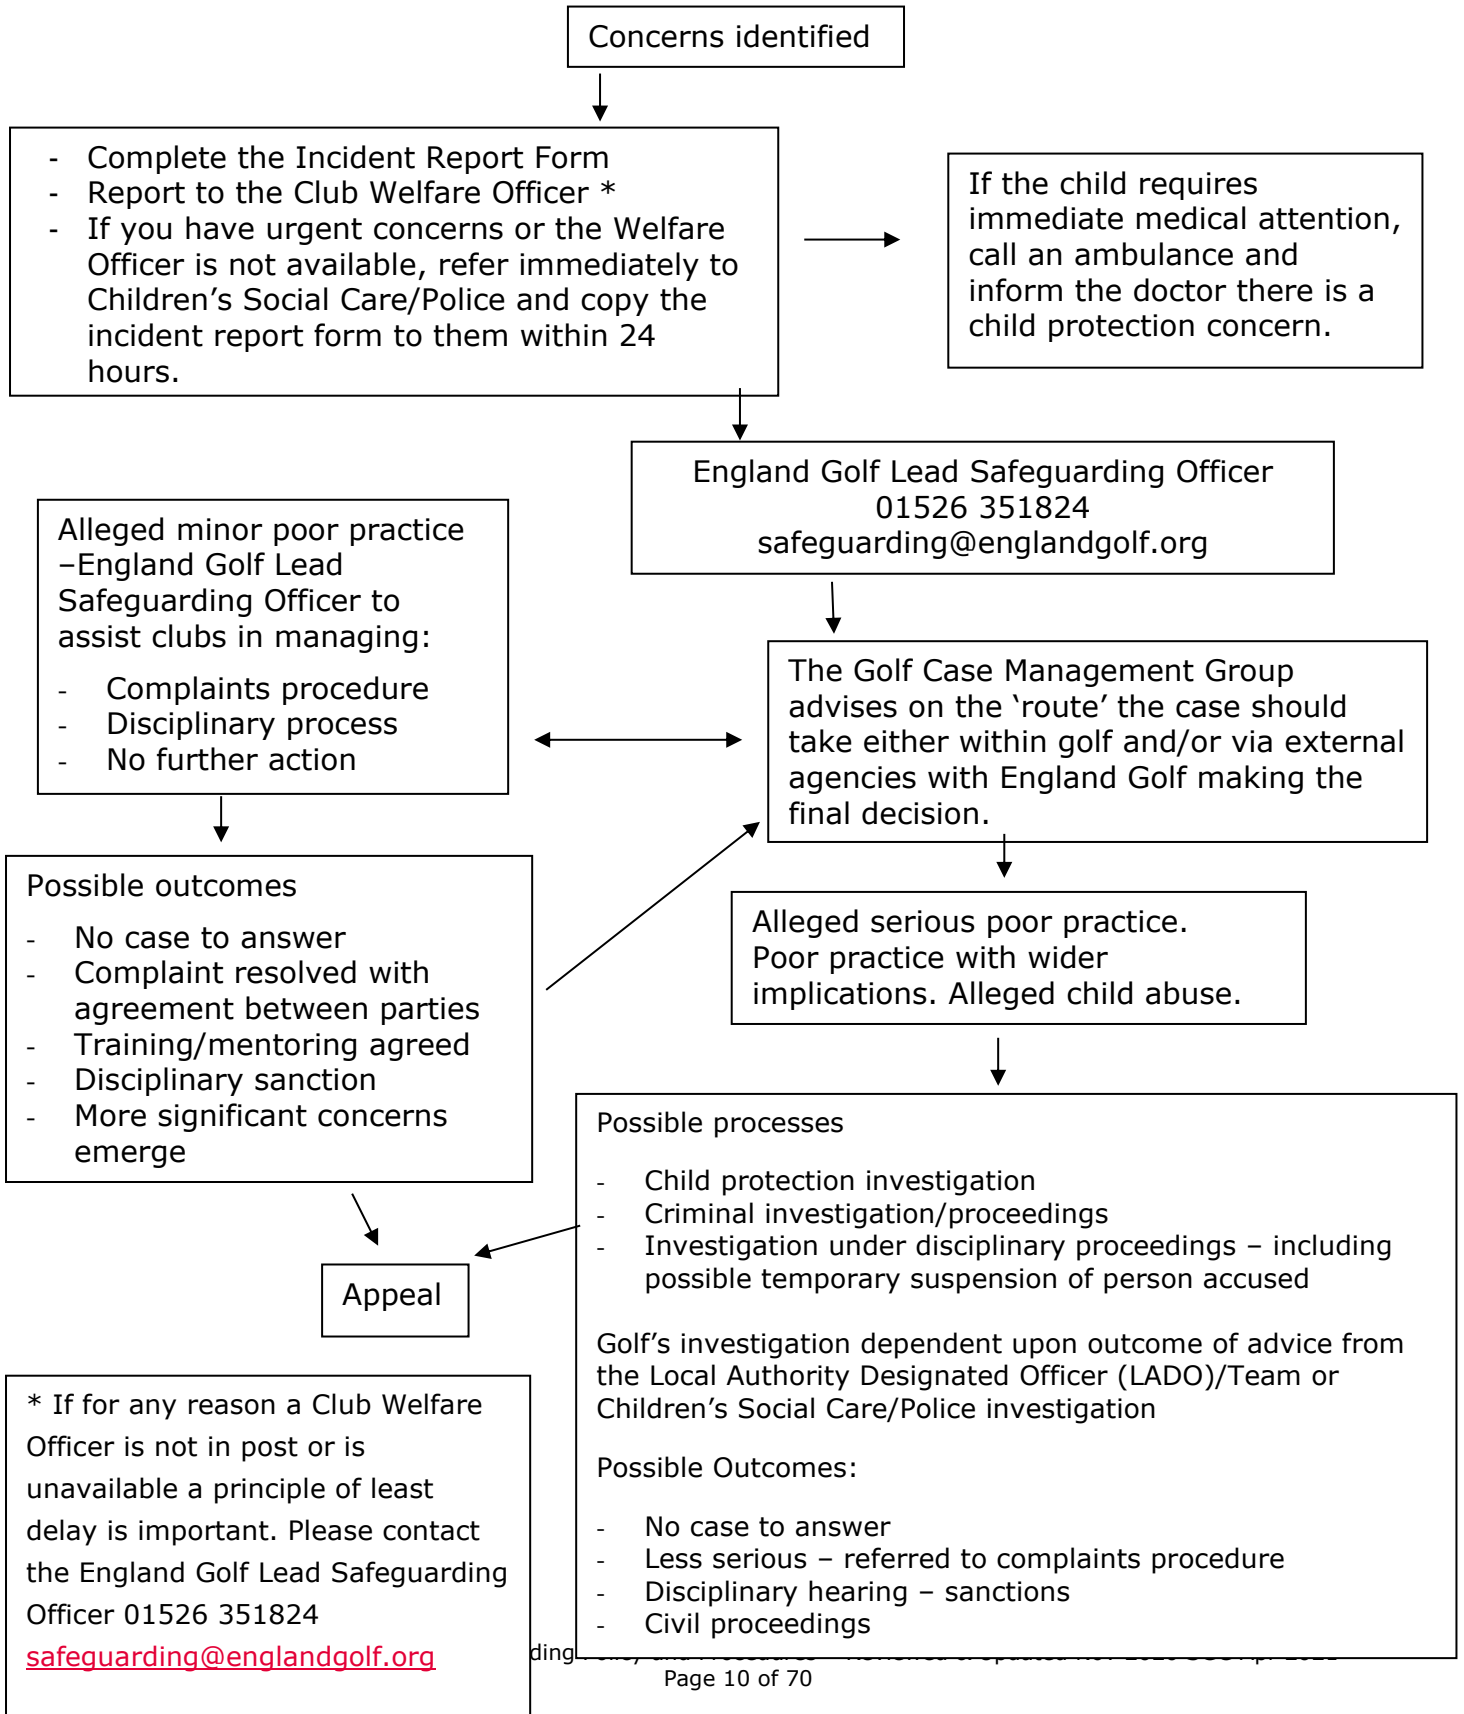 Concerns identified
- Complete the Incident Report Form
- Report to the Club Welfare Officer *
- If you have urgent concerns or the Welfare
Officer is not available, refer immediately to
Children’s Social Care/Police and copy the
incident report form to them within 24
hours.
If the child requires
immediate medical attention,
call an ambulance and
inform the doctor there is a
child protection concern.
England Golf Lead Safeguarding Officer
01526 351824
safeguarding@englandgolf.org
Alleged minor poor practice
–England Golf Lead
Safeguarding Officer to
assist clubs in managing:
- Complaints procedure
- Disciplinary process
- No further action
The Golf Case Management Group
advises on the ‘route’ the case should
take either within golf and/or via external
agencies with England Golf making the
final decision.
Possible outcomes
- No case to answer
- Complaint resolved with
agreement between parties
- Training/mentoring agreed
- Disciplinary sanction
- More significant concerns
emerge
Alleged serious poor practice.
Poor practice with wider
implications. Alleged child abuse.
Possible processes
- Child protection investigation
- Criminal investigation/proceedings
- Investigation under disciplinary proceedings – including
possible temporary suspension of person accused
Golf’s investigation dependent upon outcome of advice from
the Local Authority Designated Officer (LADO)/Team or
Children’s Social Care/Police investigation
Possible Outcomes:
- No case to answer
- Less serious – referred to complaints procedure
- Disciplinary hearing – sanctions
- Civil proceedings
Appeal
* If for any reason a Club Welfare
Officer is not in post or is
unavailable a principle of least
delay is important. Please contact
the England Golf Lead Safeguarding
Officer 01526 351824
safeguarding@englandgolf.org
Page 10 of 70